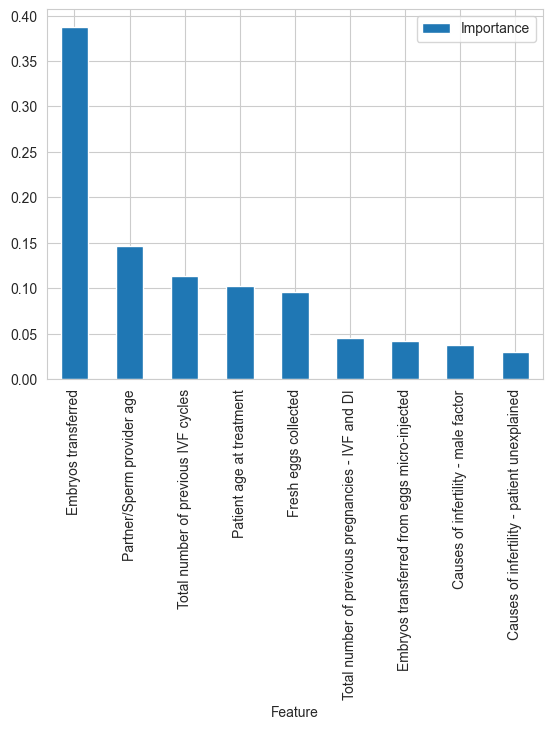 0.40
0.35
0.30
0.25
0.20
0.15
0.10
0.05
0.00
Importance
Embryos transferred
Partner/Sperm provider age
Total number of previous IVF cycles
Patient age at treatment
Fresh eggs collected
Total number of previous pregnancies - IVF and DI
Embryos transferred from eggs micro-injected
Causes of infertility - male factor
Causes of infertility - patient unexplained
Feature